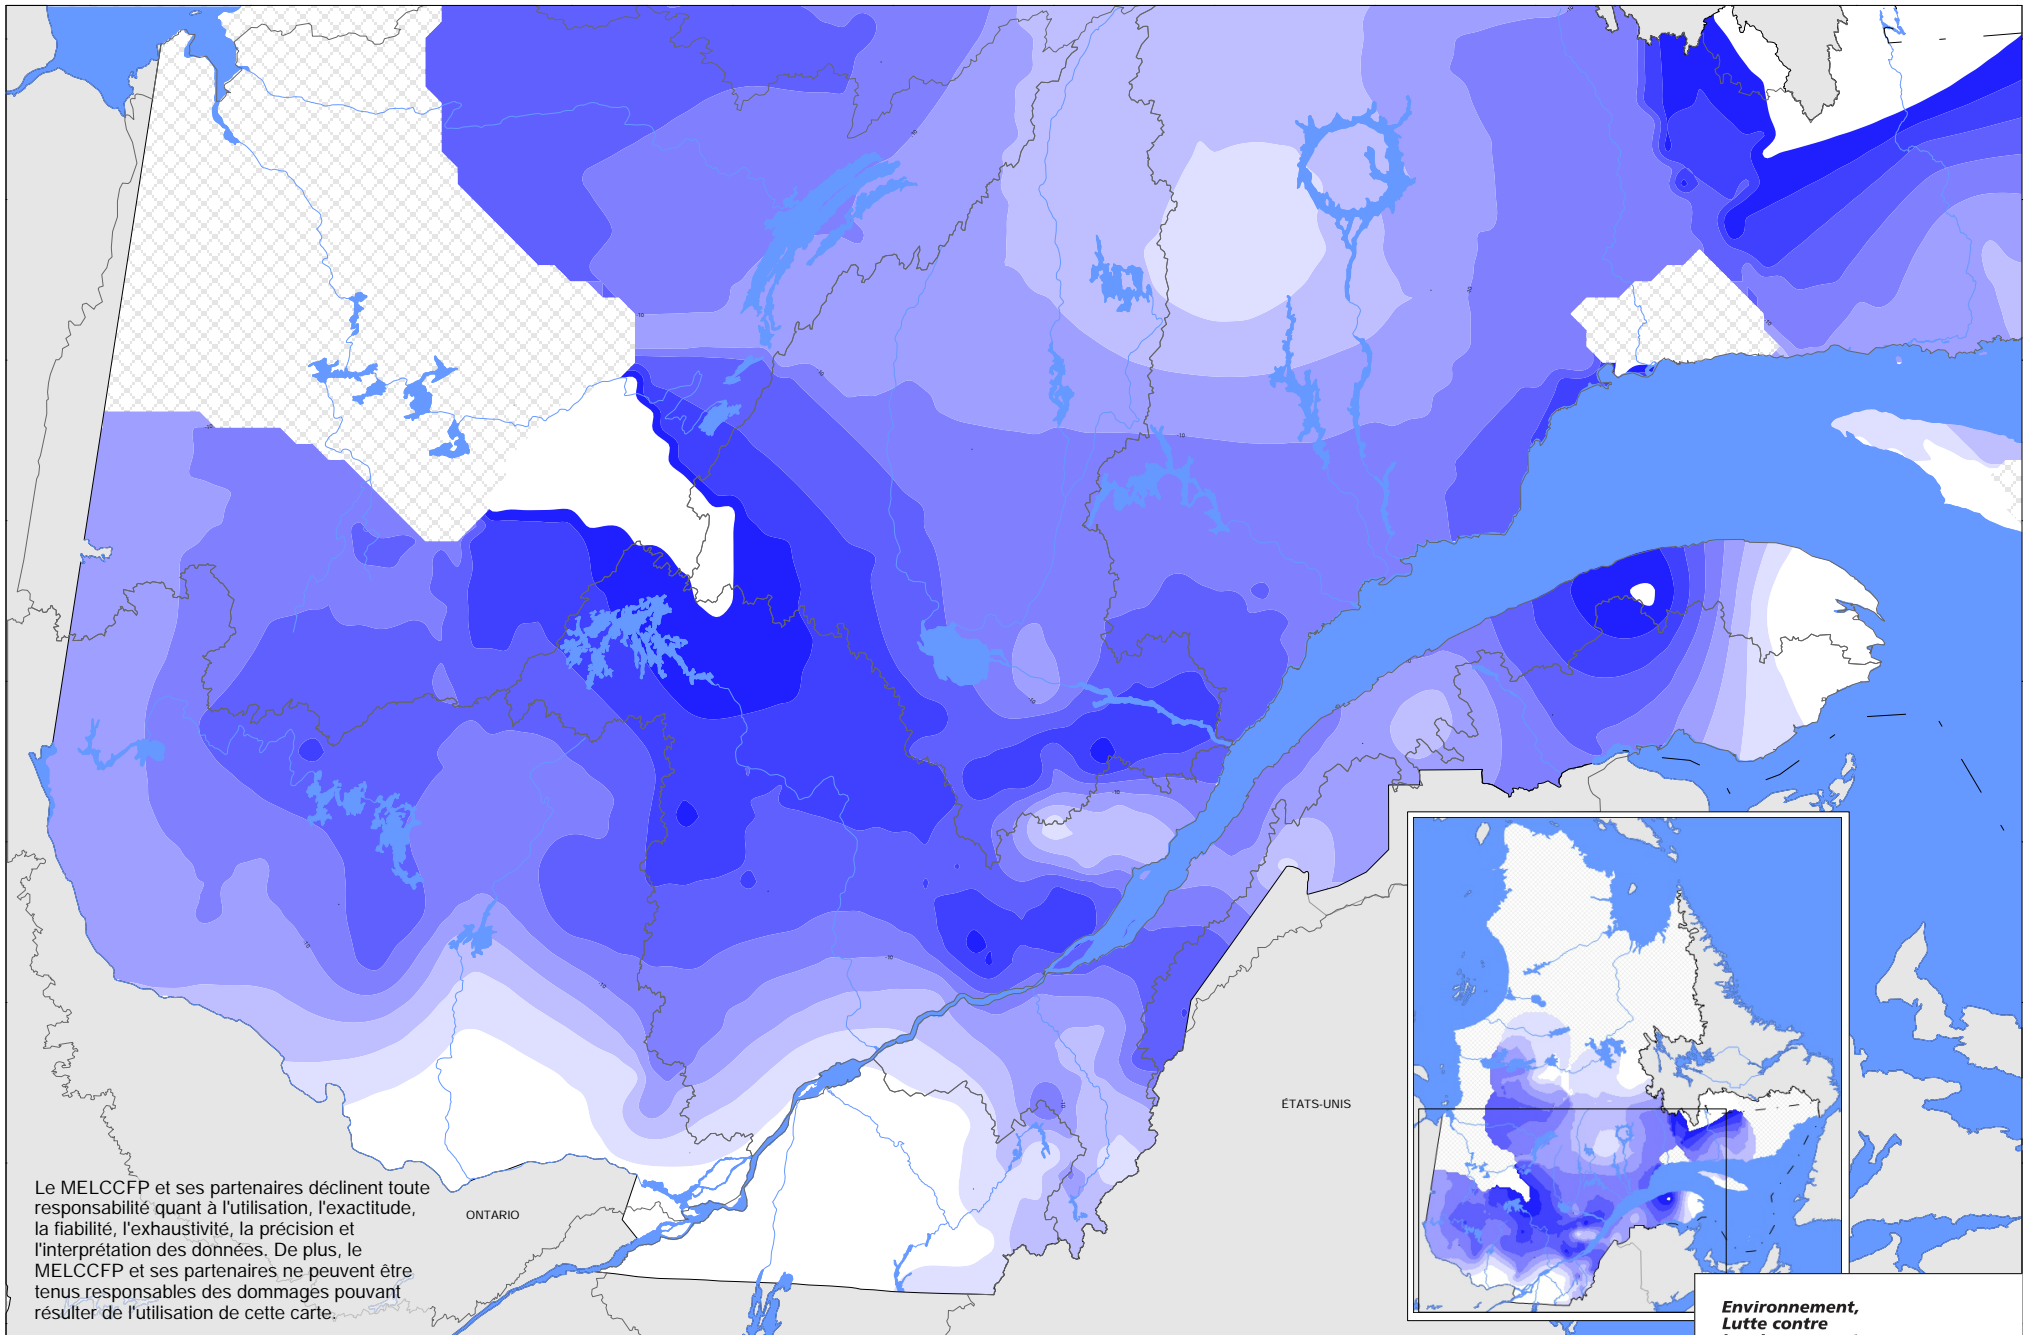 ÉTATS-UNIS
Le MELCCFP et ses partenaires déclinent toute
responsabilité quant à l'utilisation, l'exactitude,
la fiabilité, l'exhaustivité, la précision et
l'interprétation des données. De plus, le
MELCCFP et ses partenaires ne peuvent être
tenus responsables des dommages pouvant
résulter de l'utilisation de cette carte.
ONTARIO
Environnement,
Lutte contre